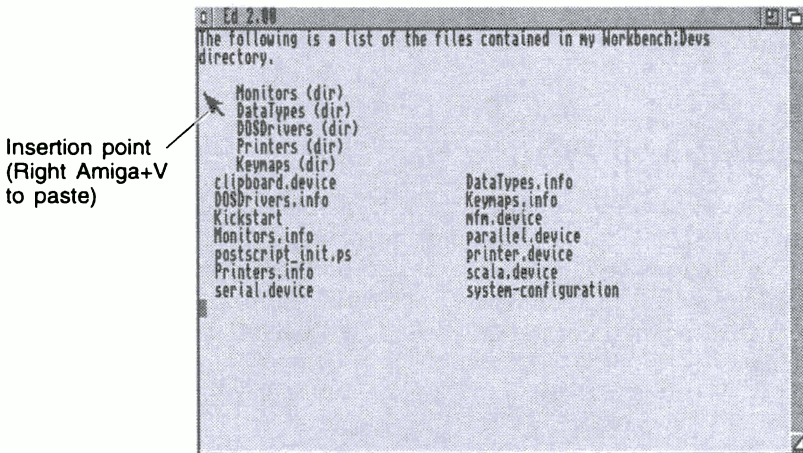 Ed 2.00
The following is a list of the files contained in my Workbench:Devs
directory.
Monitors (dir)
DataTypes (dir)
DOSDrivers (dir)
Printers (dir)
Keymaps (dir)
clipboard.device DataTypes.info
DOSDrivers.info Keymaps.info
Kickstart mfm.device
Monitors.info parallel.device
postscript_init.ps printer.device
Printers.info scala.device
serial.device system-configuration
Insertion point
(Right Amiga+V
to paste)